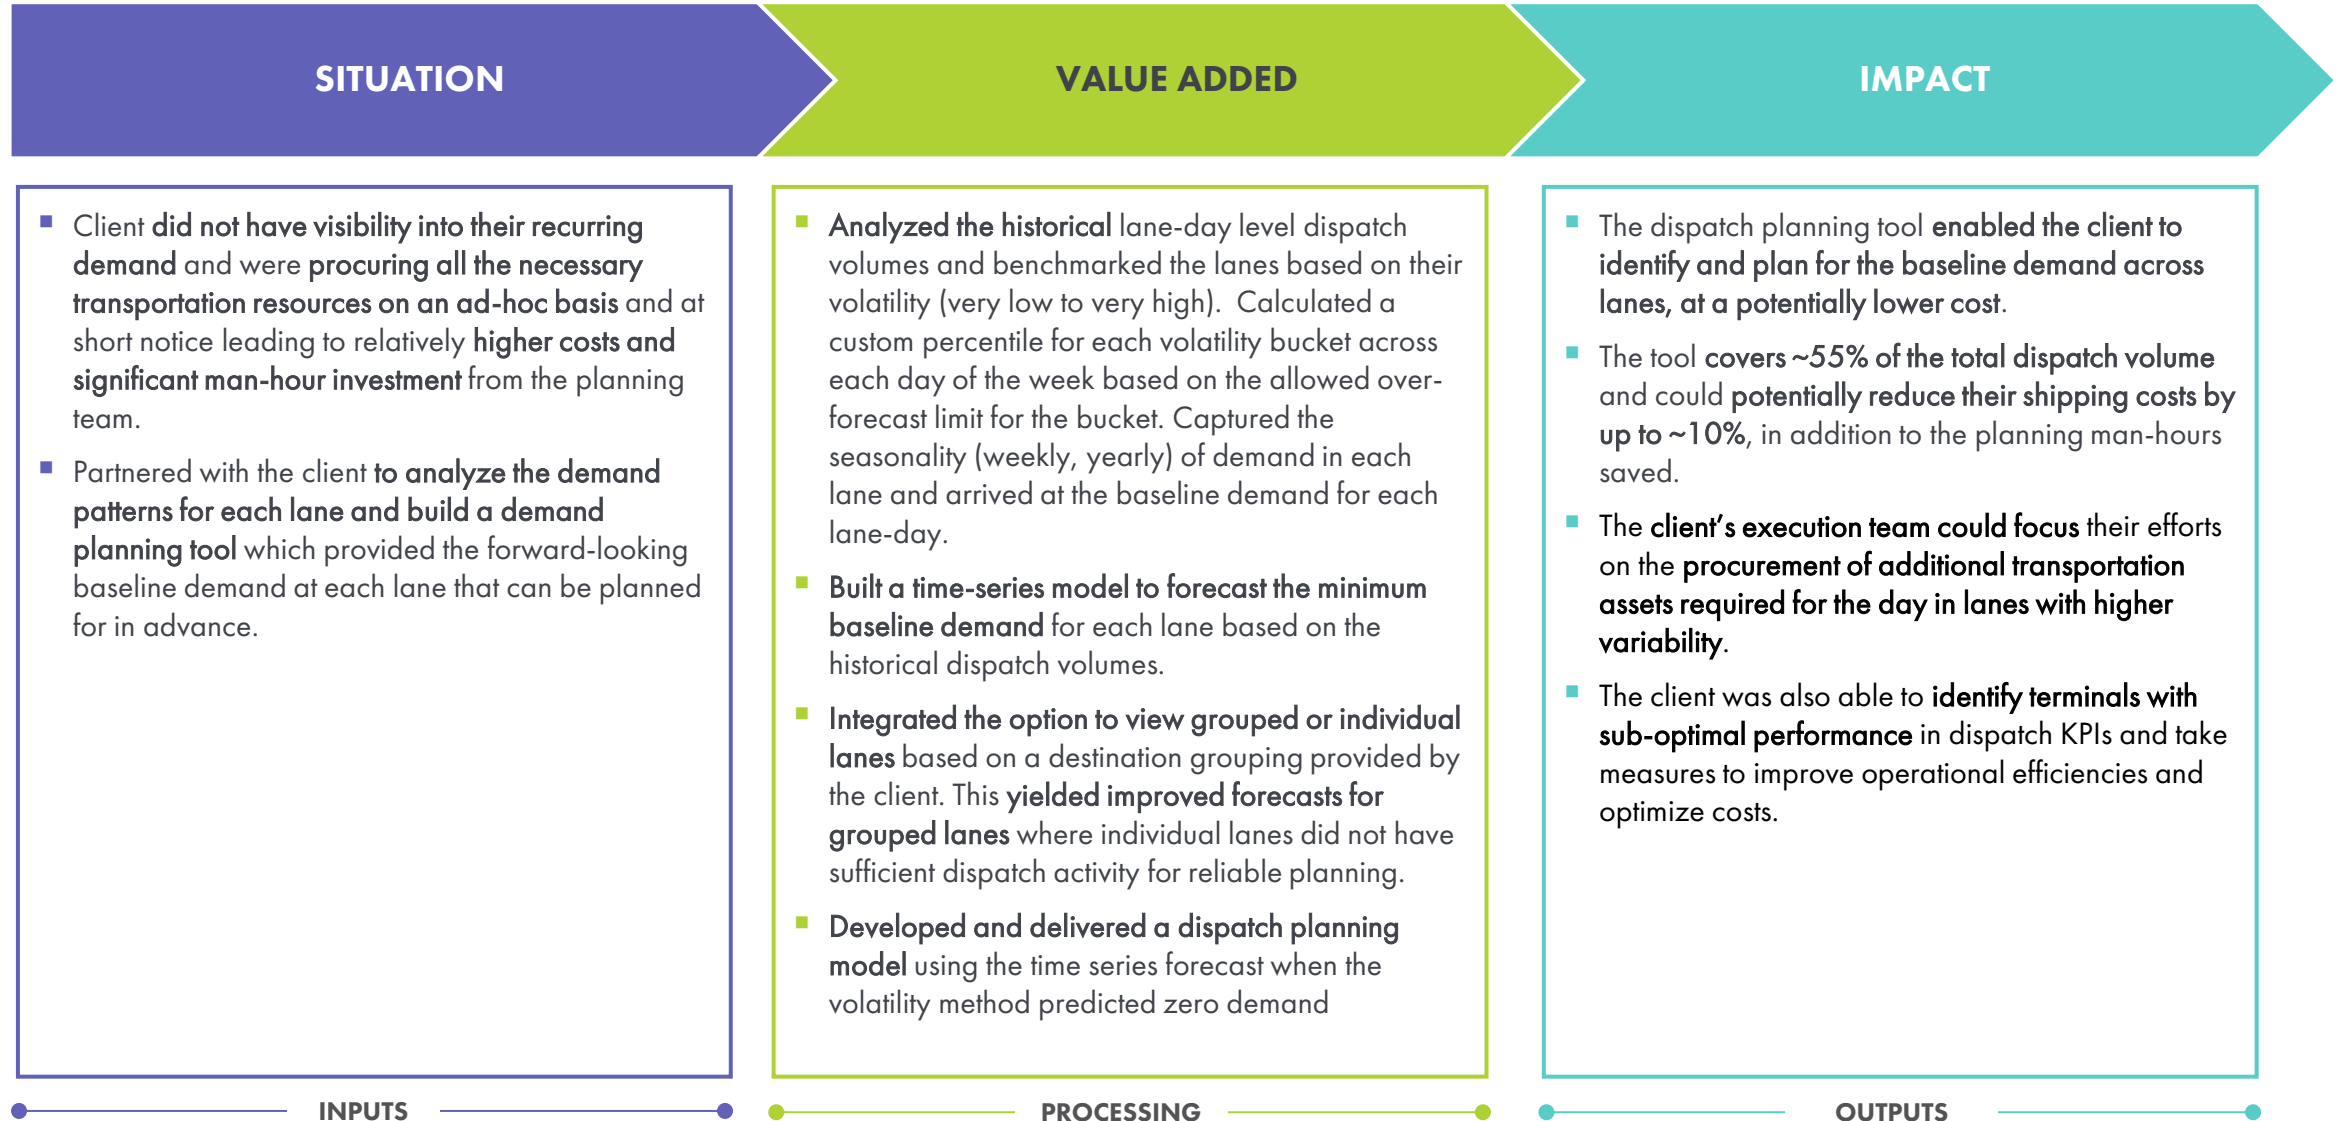 SITUATION
VALUE ADDED
IMPACT
Client did not have visibility into their recurring
demand and were procuring all the necessary
transportation resources on an ad-hoc basis and at
short notice leading to relatively higher costs and
significant man-hour investment from the planning
team.
Partnered with the client to analyze the demand
patterns for each lane and build a demand
planning tool which provided the forward-looking
baseline demand at each lane that can be planned
for in advance.
Analyzed the historical lane-day level dispatch
volumes and benchmarked the lanes based on their
volatility (very low to very high).  Calculated a
custom percentile for each volatility bucket across
each day of the week based on the allowed over-
forecast limit for the bucket. Captured the
seasonality (weekly, yearly) of demand in each
lane and arrived at the baseline demand for each
lane-day.
Built a time-series model to forecast the minimum
baseline demand for each lane based on the
historical dispatch volumes.
Integrated the option to view grouped or individual
lanes based on a destination grouping provided by
the client. This yielded improved forecasts for
grouped lanes where individual lanes did not have
sufficient dispatch activity for reliable planning.
Developed and delivered a dispatch planning
model using the time series forecast when the
volatility method predicted zero demand
The dispatch planning tool enabled the client to
identify and plan for the baseline demand across
lanes, at a potentially lower cost.
The tool covers ~55% of the total dispatch volume
and could potentially reduce their shipping costs by
up to ~10%, in addition to the planning man-hours
saved.
The client’s execution team could focus their efforts
on the procurement of additional transportation
assets required for the day in lanes with higher
variability.
The client was also able to identify terminals with
sub-optimal performance in dispatch KPIs and take
measures to improve operational efficiencies and
optimize costs.
INPUTS
PROCESSING
OUTPUTS